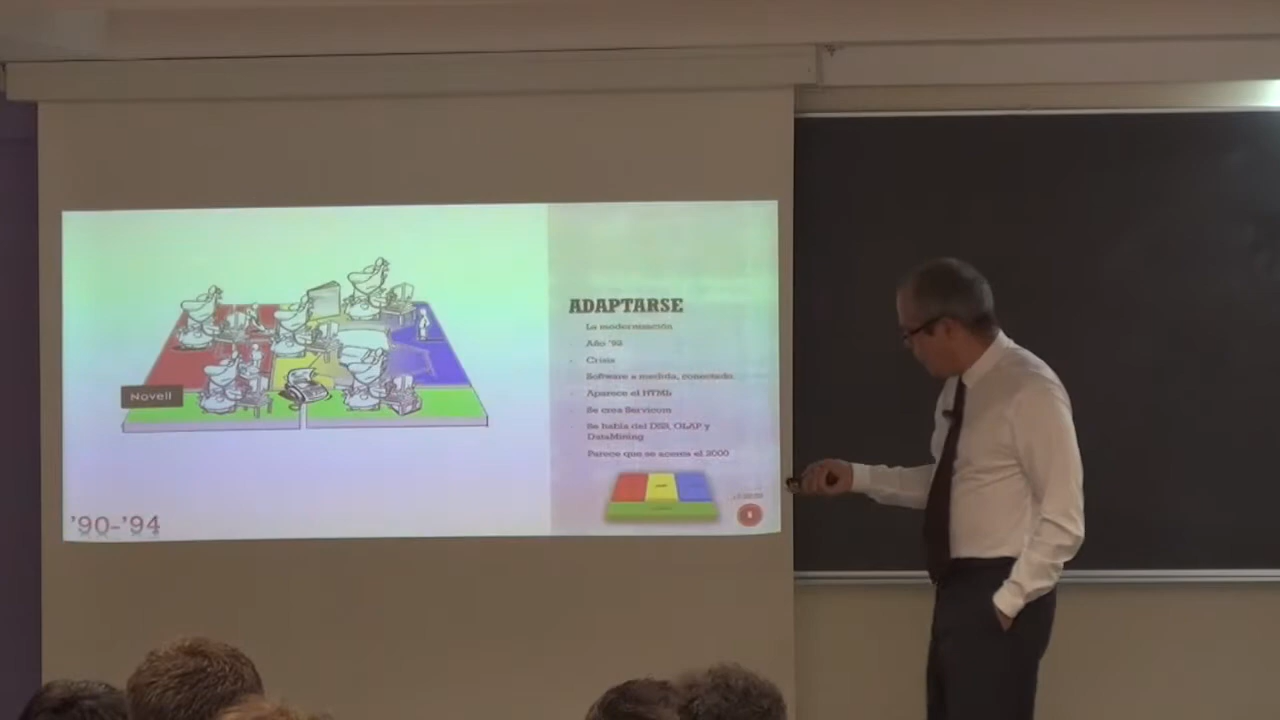 Novell
'90-'94
ADAPTARSE
La modernización
Año '93
Crisis
Software a medida, conectado
Aparece el HTML
Se crea Servicom
Se habla del DSS, OLAP y
DataMining
Parece que se acerca el 2000